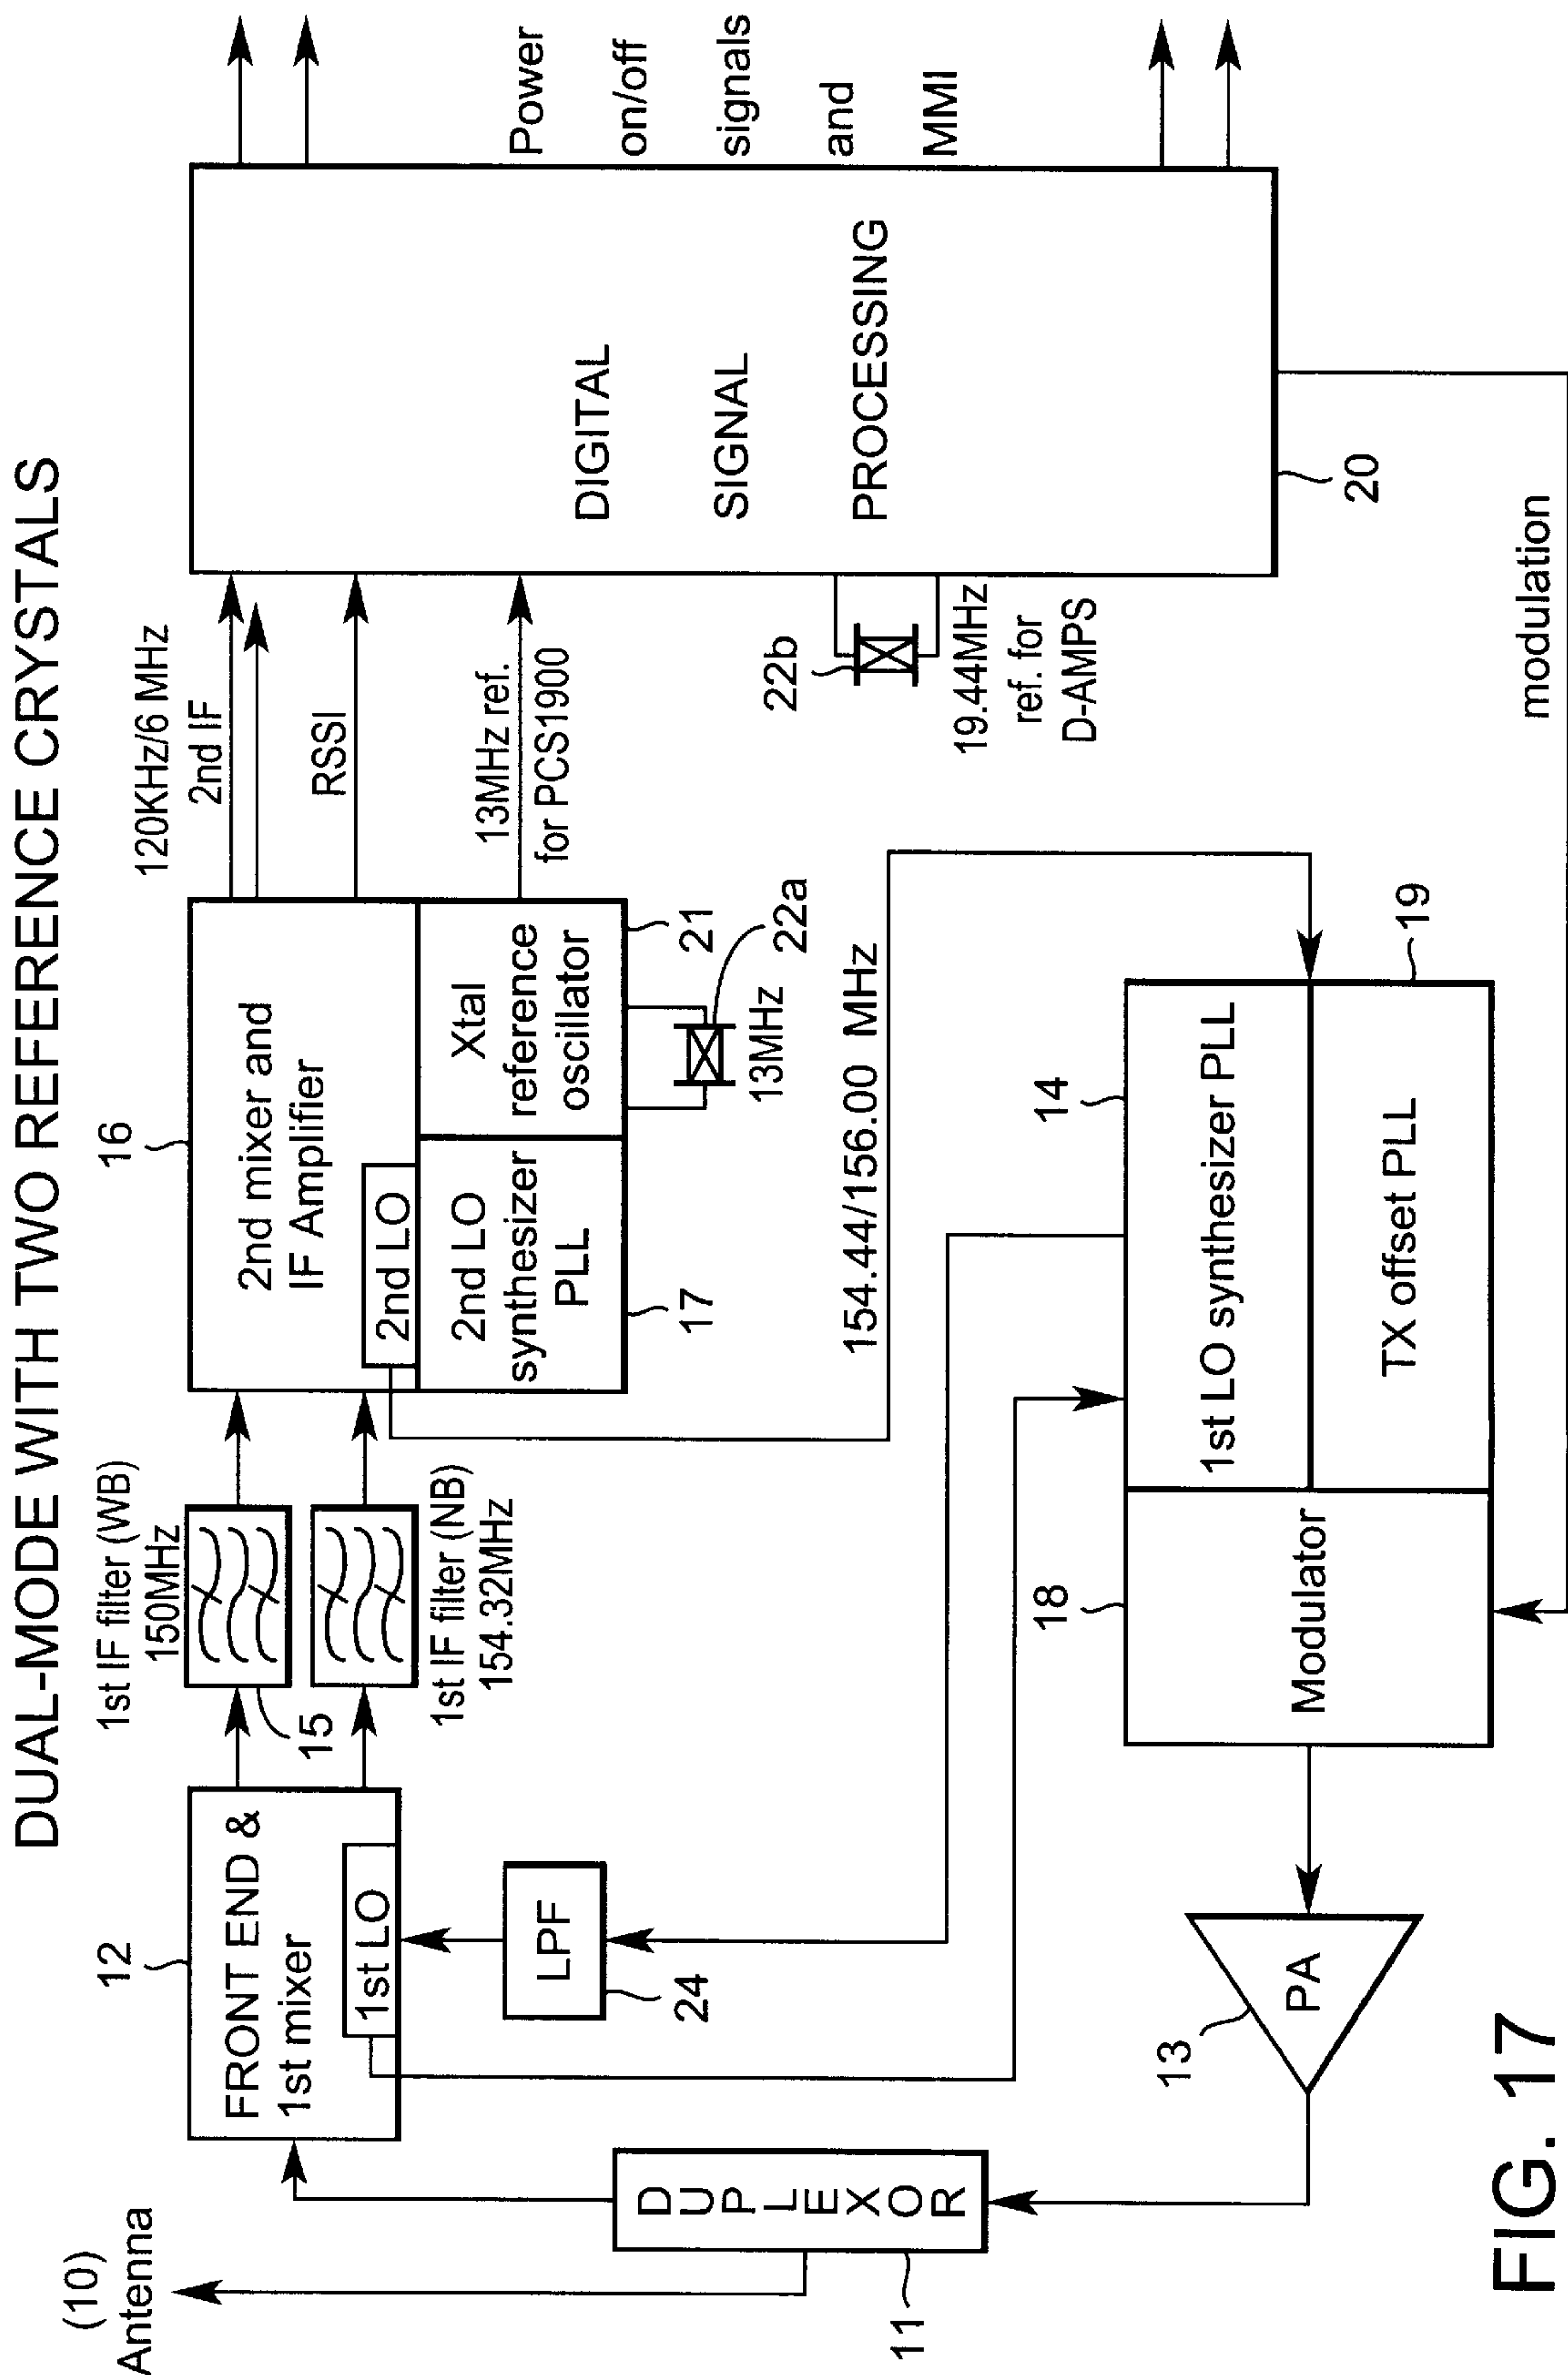 DUAL-MODE WITH TWO REFERENCE CRYSTALS
(10)
Antenna
DUPLEXOR
11
12
FRONT END &
1st mixer
1st LO
LPF
24
1st IF filter (WB)
150MHz
15
1st IF filter (NB)
154.32MHz
16
2nd mixer and
IF Amplifier
2nd LO
2nd LO
synthesizer
PLL
17
Xtal
reference
oscillator
21
22a
13MHz
120KHz/6 MHz
2nd IF
RSSI
13MHz ref.
for PCS1900
22b
19.44MHz
ref. for
D-AMPS
DIGITAL
SIGNAL
PROCESSING
20
Power
on/off
signals
and
MMI
154.44/156.00 MHz
14
1st LO synthesizer PLL
19
TX offset PLL
18
Modulator
modulation
13
PA
FIG. 17